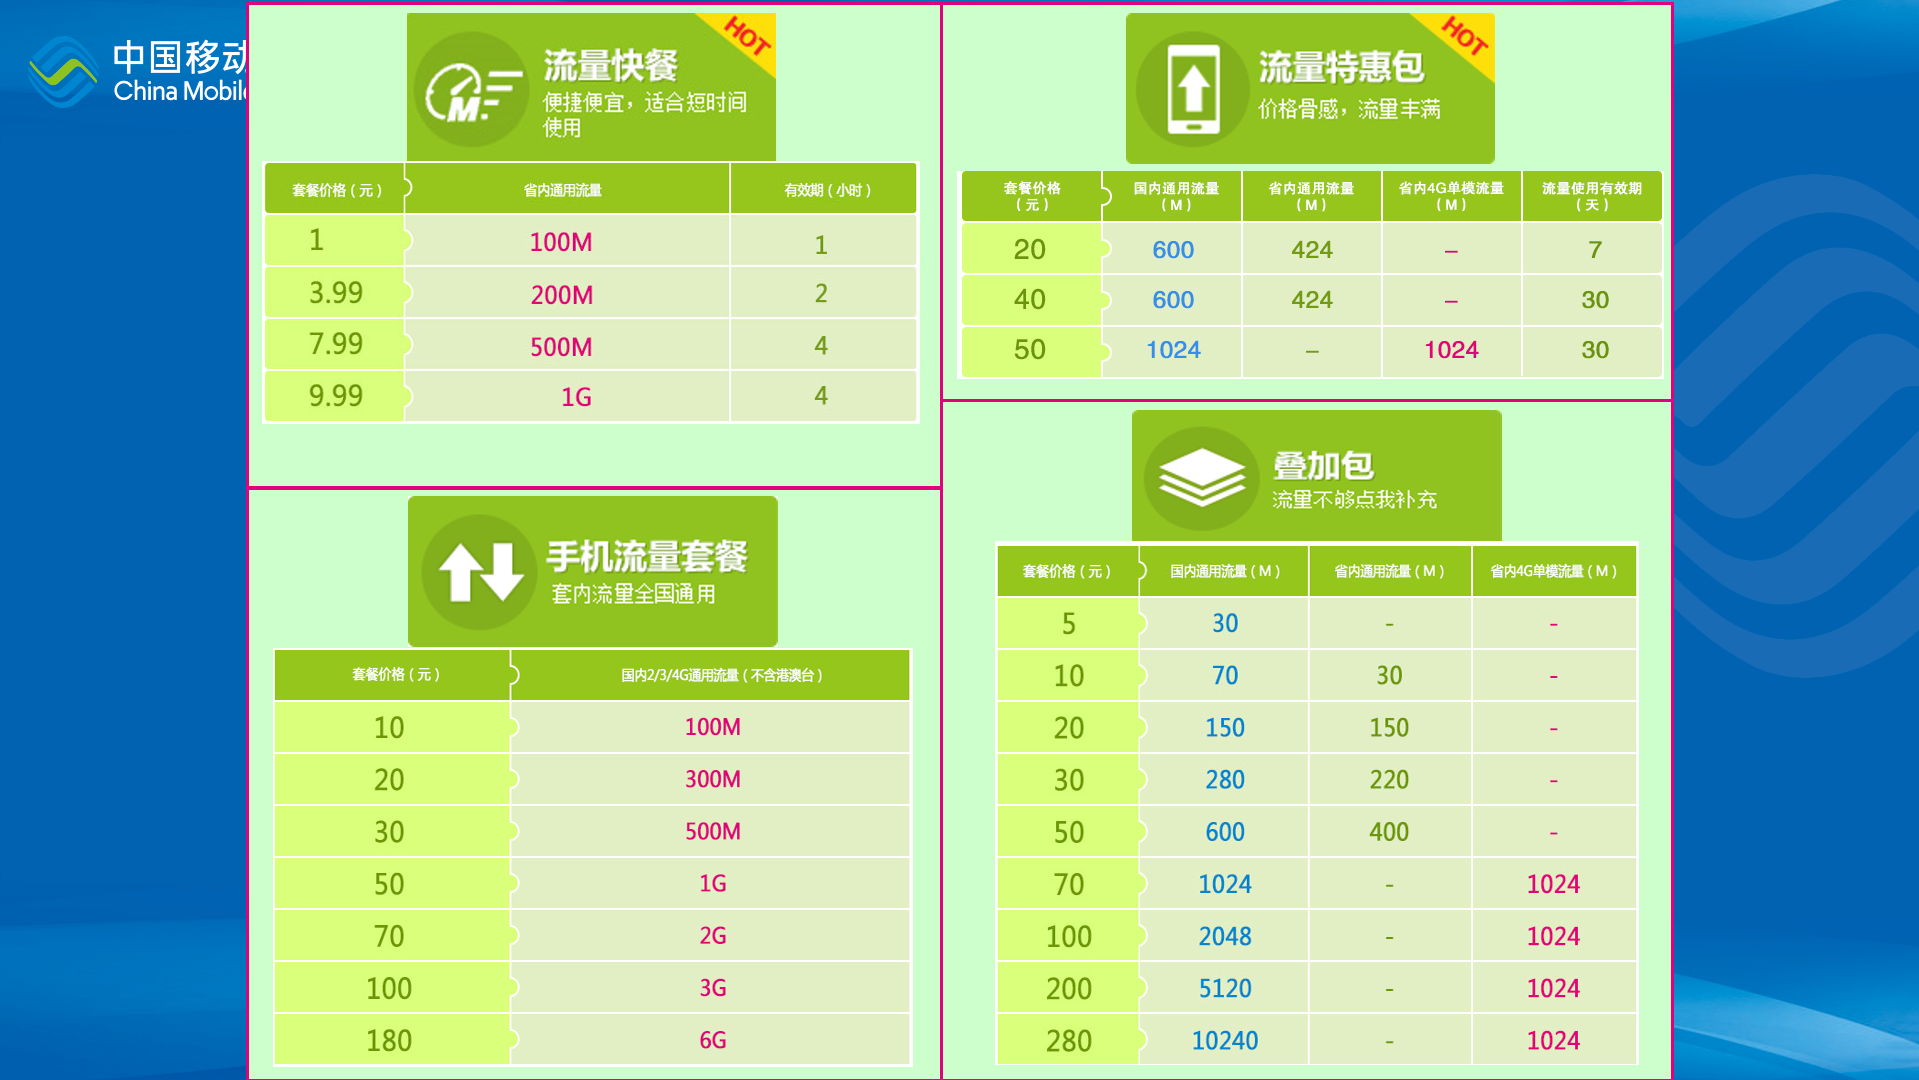 中国移动
China Mobile
HOT
流量快餐
便捷便宜，适合短时间
使用
套餐价格（元） 省内通用流量 有效期（小时）
1 100M 1
3.99 200M 2
7.99 500M 4
9.99 1G 4
手机流量套餐
套内流量全国通用
套餐价格（元） 国内2/3/4G通用流量（不含港澳台）
10 100M
20 300M
30 500M
50 1G
70 2G
100 3G
180 6G
HOT
流量特惠包
价格骨感，流量丰满
套餐价格 国内通用流量 省内通用流量 省内4G单模流量 流量使用有效期
（元） （M） （M） （M） （天）
20 600 424 – 7
40 600 424 – 30
50 1024 – 1024 30
叠加包
流量不够点我补充
套餐价格（元） 国内通用流量（M） 省内通用流量（M） 省内4G单模流量（M）
5 30 - -
10 70 30 -
20 150 150 -
30 280 220 -
50 600 400 -
70 1024 - 1024
100 2048 - 1024
200 5120 - 1024
280 10240 - 1024